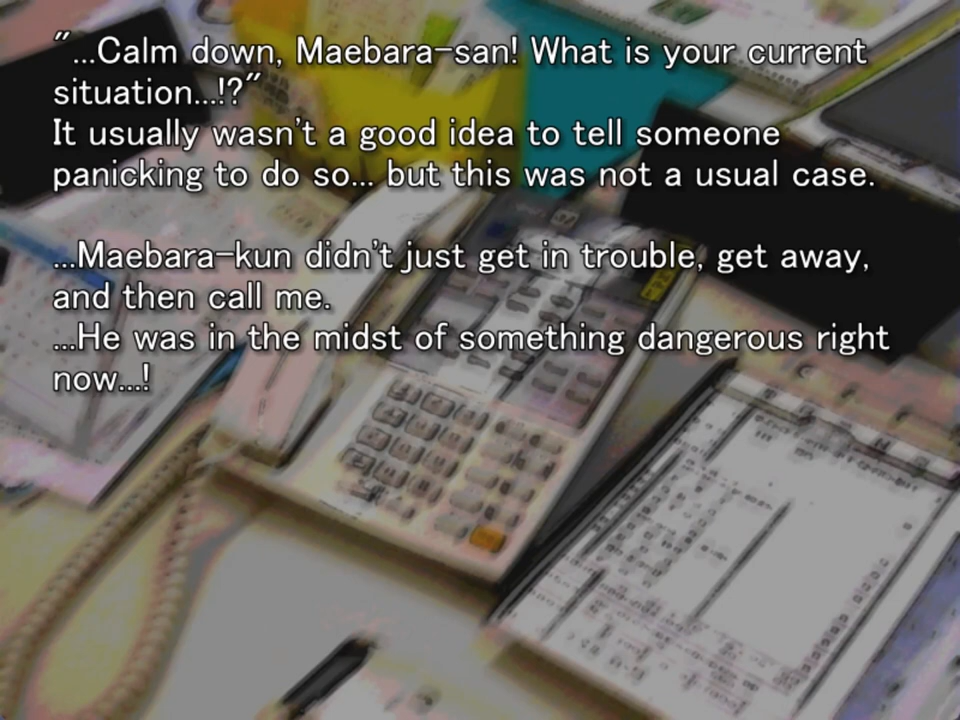 "...Calm down, Maebara-san! What is your current
situation...!?"
It usually wasn't a good idea to tell someone
panicking to do so... but this was not a usual case.
...Maebara-kun didn't just get in trouble, get away,
and then call me.
...He was in the midst of something dangerous right
now...!